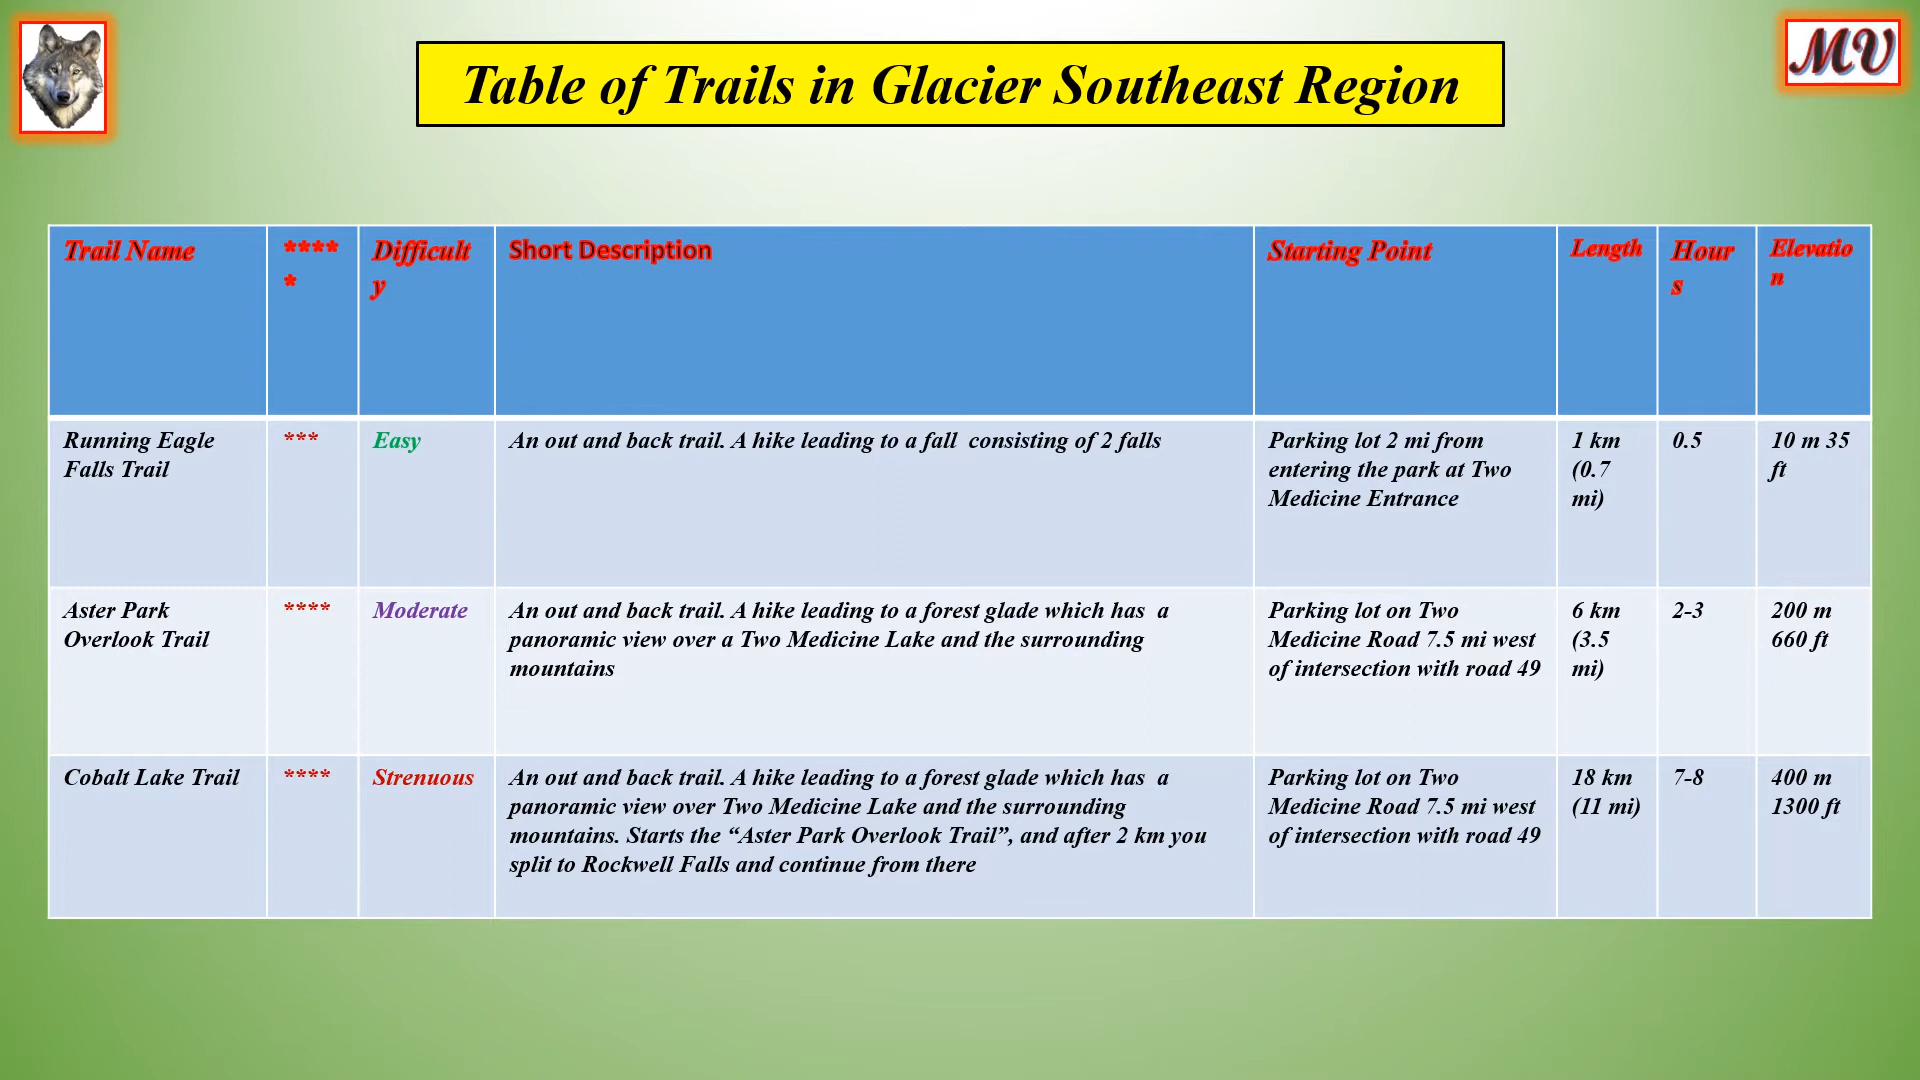 MV
Table of Trails in Glacier Southeast Region
Trail Name
****
*
Difficult
y
Short Description
Starting Point
Length
Hour
s
Elevatio
n
Running Eagle
Falls Trail
***
Easy
An out and back trail. A hike leading to a fall  consisting of 2 falls
Parking lot 2 mi from
entering the park at Two
Medicine Entrance
1 km
(0.7
mi)
0.5
10 m 35
ft
Aster Park
Overlook Trail
****
Moderate
An out and back trail. A hike leading to a forest glade which has  a
panoramic view over a Two Medicine Lake and the surrounding
mountains
Parking lot on Two
Medicine Road 7.5 mi west
of intersection with road 49
6 km
(3.5
mi)
2-3
200 m
660 ft
Cobalt Lake Trail
****
Strenuous
An out and back trail. A hike leading to a forest glade which has  a
panoramic view over Two Medicine Lake and the surrounding
mountains. Starts the “Aster Park Overlook Trail”, and after 2 km you
split to Rockwell Falls and continue from there
Parking lot on Two
Medicine Road 7.5 mi west
of intersection with road 49
18 km
(11 mi)
7-8
400 m
1300 ft